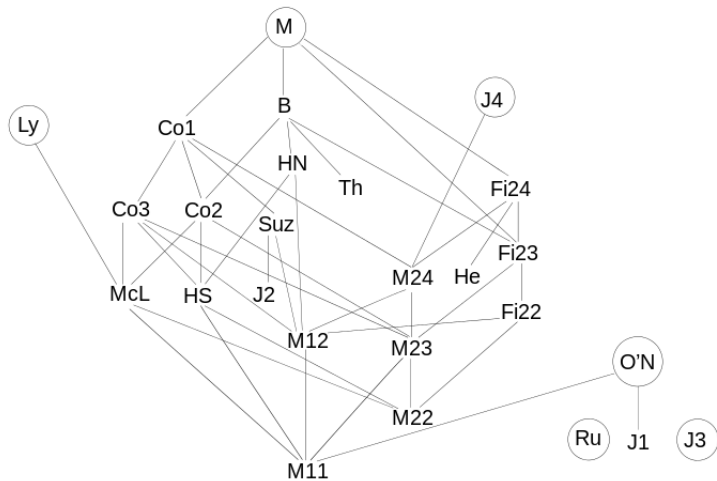 M
J4
B
Ly
Co1
HN
Th
Fi24
Co3
Co2
Suz
Fi23
M24
He
McL
HS
J2
Fi22
M12
M23
O'N
M22
Ru
J1
J3
M11